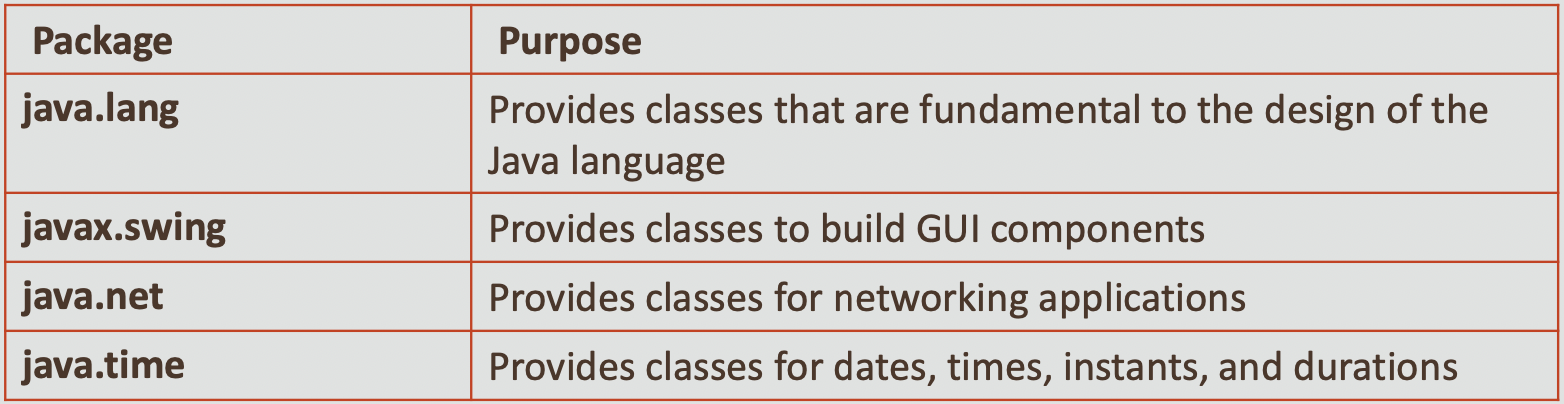 Package Purpose
java.lang Provides classes that are fundamental to the design of the
Java language
javax.swing Provides classes to build GUI components
java.net Provides classes for networking applications
java.time Provides classes for dates, times, instants, and durations